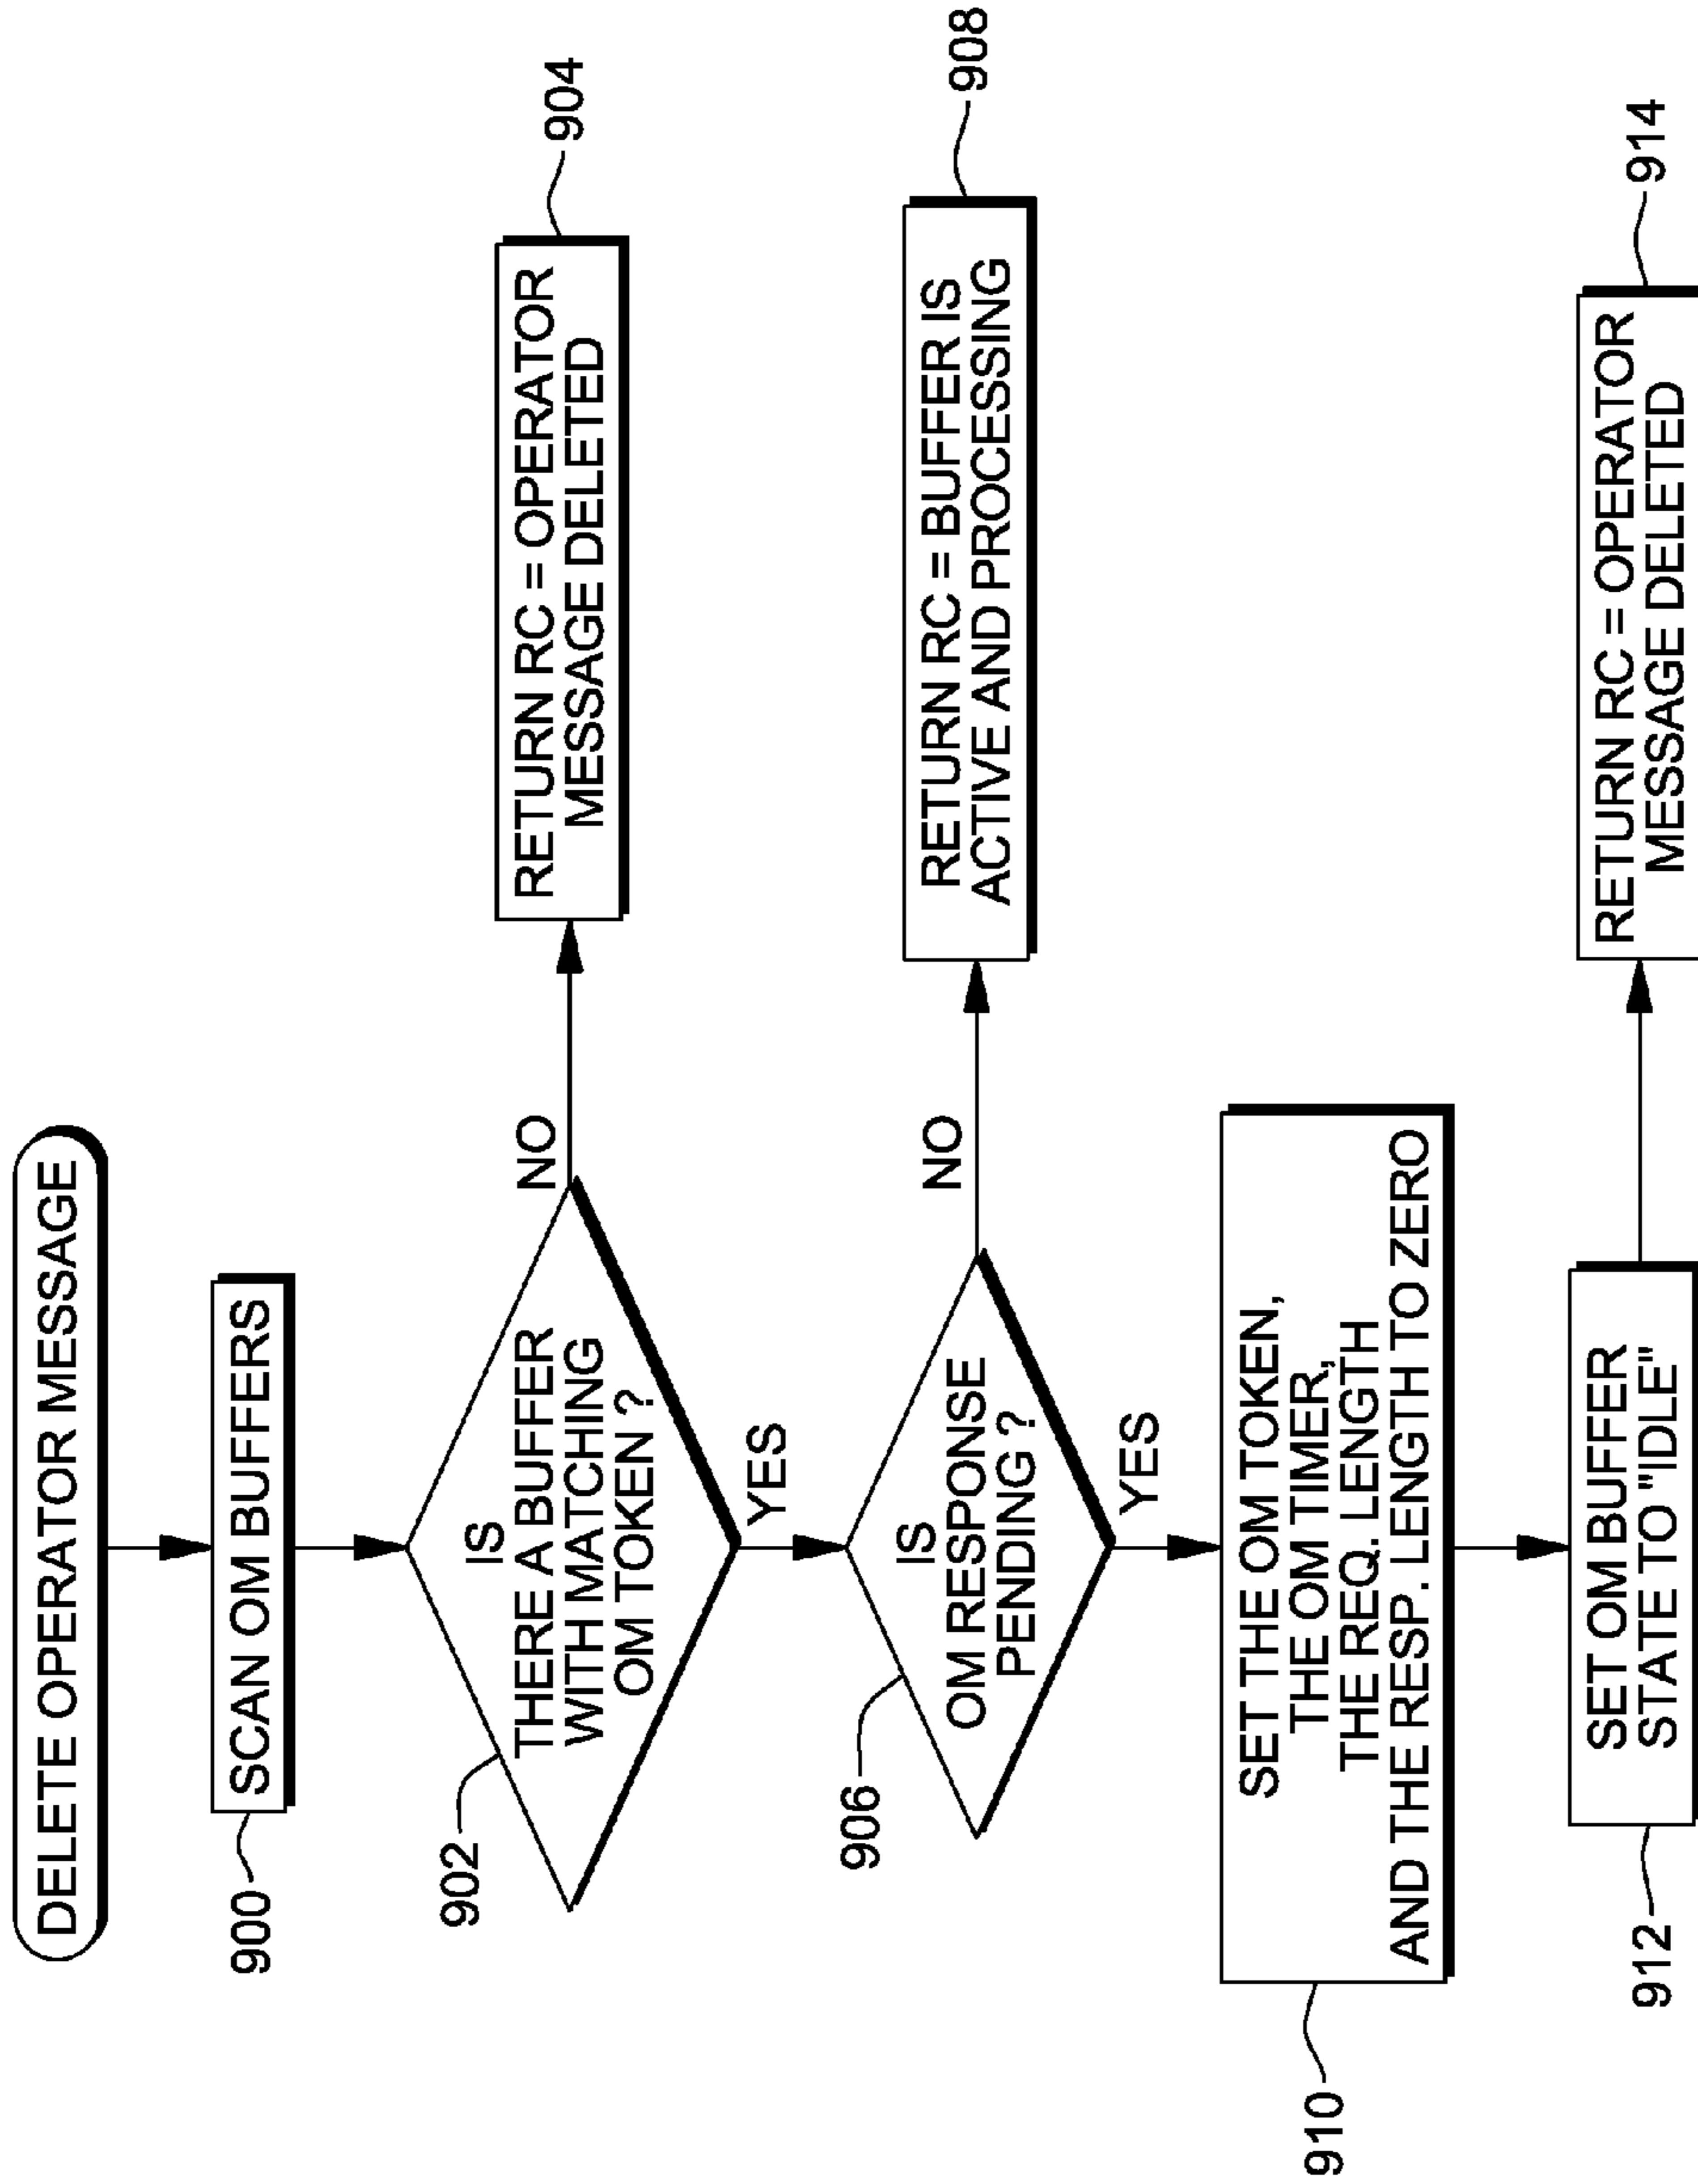 DELETE OPERATOR MESSAGE
900
SCAN OM BUFFERS
902
IS
THERE A BUFFER
WITH MATCHING
OM TOKEN ?
NO
RETURN RC = OPERATOR
MESSAGE DELETED
904
YES
906
IS
OM RESPONSE
PENDING ?
NO
RETURN RC = BUFFER IS
ACTIVE AND PROCESSING
908
YES
910
SET THE OM TOKEN,
THE OM TIMER,
THE REQ. LENGTH
AND THE RESP. LENGTH TO ZERO
912
SET OM BUFFER
STATE TO "IDLE"
RETURN RC = OPERATOR
MESSAGE DELETED
914